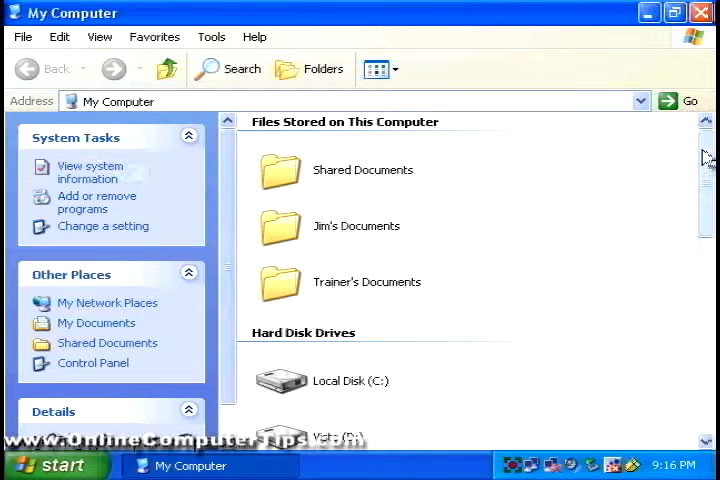 My Computer
File Edit View Favorites Tools Help
Back Search Folders
Address My Computer Go
System Tasks
View system
information
Add or remove
programs
Change a setting
Other Places
My Network Places
My Documents
Shared Documents
Control Panel
Details
Files Stored on This Computer
Shared Documents
Jim's Documents
Trainer's Documents
Hard Disk Drives
Local Disk (C:)
Vista (D:)
www.OnlineComputerTips.com
start My Computer 9:16 PM